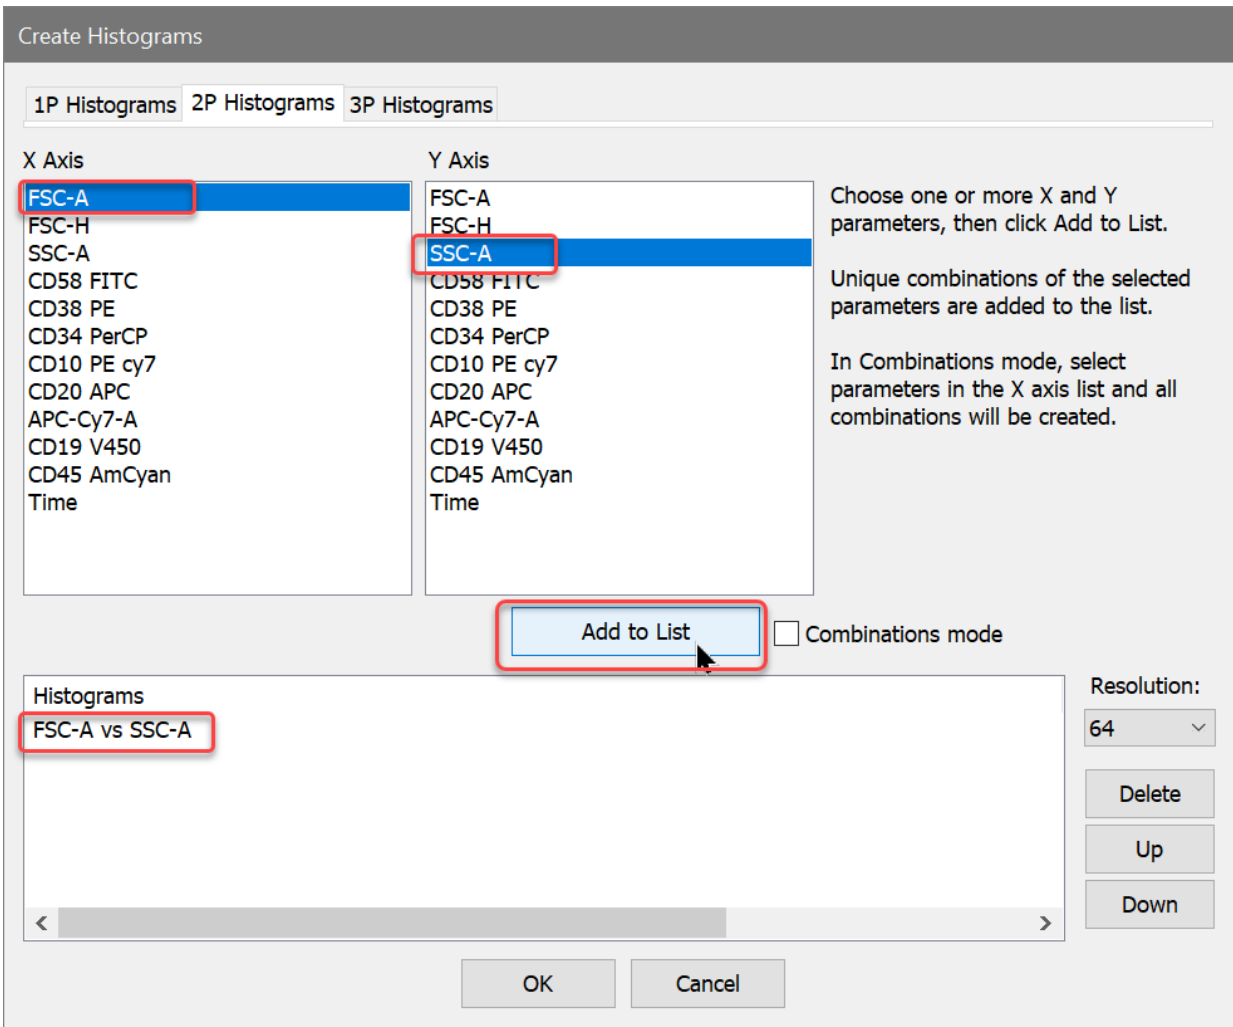 Create Histograms
1P Histograms 2P Histograms 3P Histograms
X Axis
FSC-A
FSC-H
SSC-A
CD58 FITC
CD38 PE
CD34 PerCP
CD10 PE cy7
CD20 APC
APC-Cy7-A
CD19 V450
CD45 AmCyan
Time
Y Axis
FSC-A
FSC-H
SSC-A
CD58 FITC
CD38 PE
CD34 PerCP
CD10 PE cy7
CD20 APC
APC-Cy7-A
CD19 V450
CD45 AmCyan
Time
Choose one or more X and Y
parameters, then click Add to List.
Unique combinations of the selected
parameters are added to the list.
In Combinations mode, select
parameters in the X axis list and all
combinations will be created.
Add to List
Combinations mode
Histograms
FSC-A vs SSC-A
Resolution:
64
Delete
Up
Down
OK
Cancel